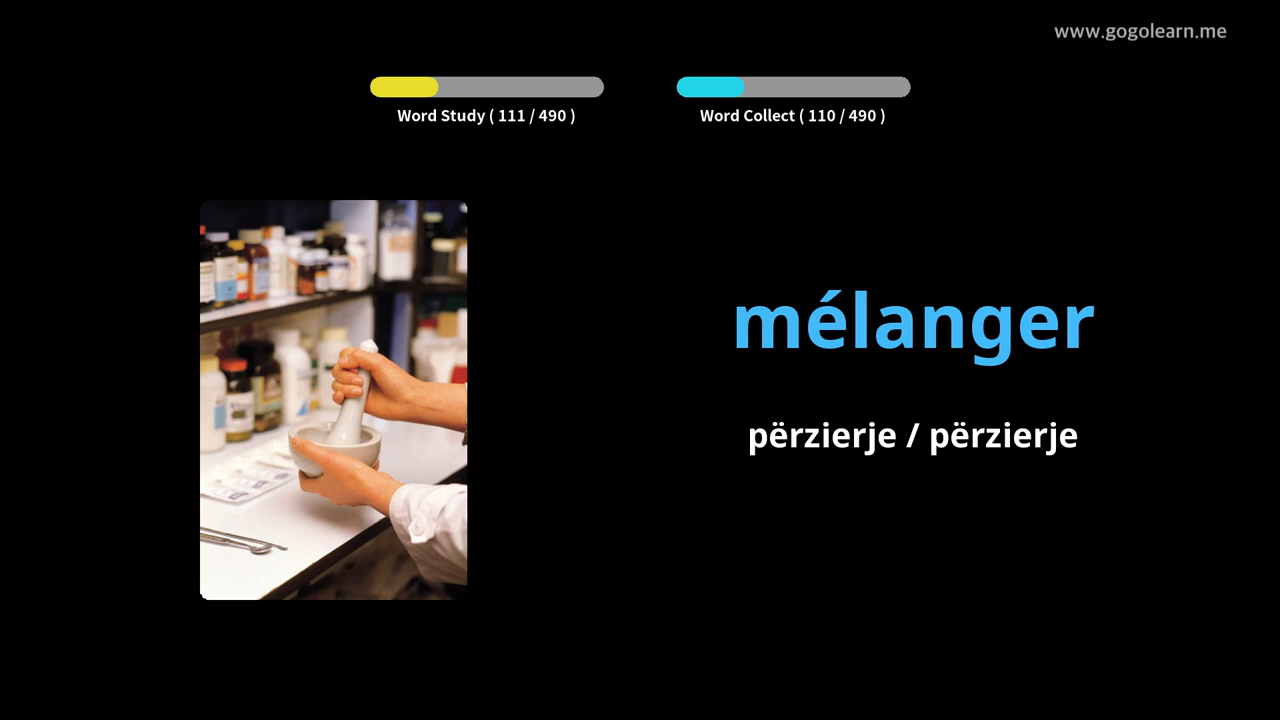 www.gogolearn.me
Word Study ( 111 / 490 )
Word Collect ( 110 / 490 )
mélanger
përzierje / përzierje